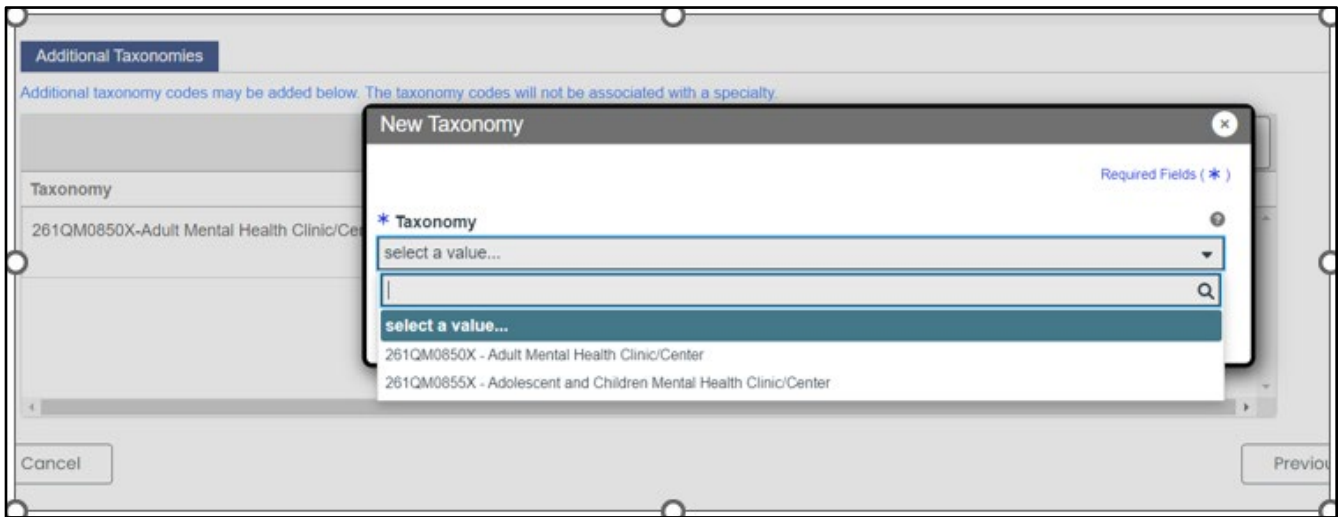 Additional Taxonomies
Additional taxonomy codes may be added below. The taxonomy codes will not be associated with a specialty.
New Taxonomy
Required Fields ( * )
Taxonomy
261QM0850X-Adult Mental Health Clinic/Ce
* Taxonomy
select a value...
select a value...
261QM0850X - Adult Mental Health Clinic/Center
261QM0855X - Adolescent and Children Mental Health Clinic/Center
Cancel
Previou